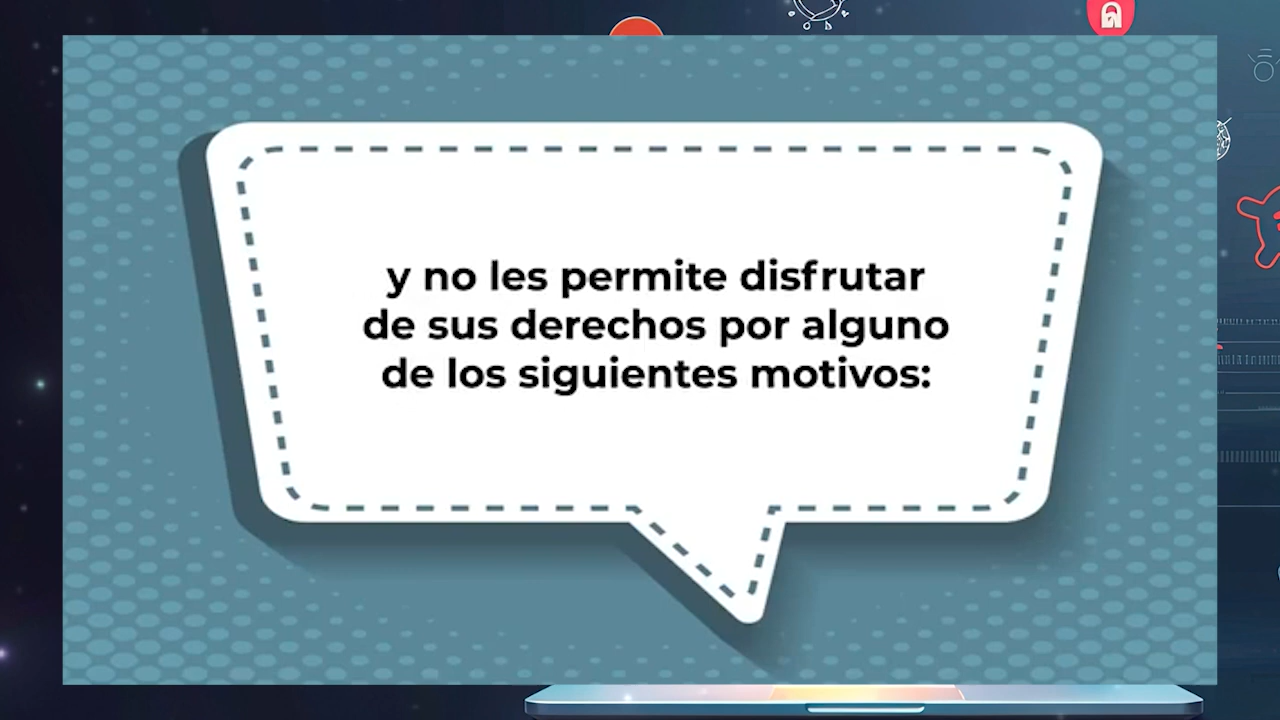 y no les permite disfrutar
de sus derechos por alguno
de los siguientes motivos: